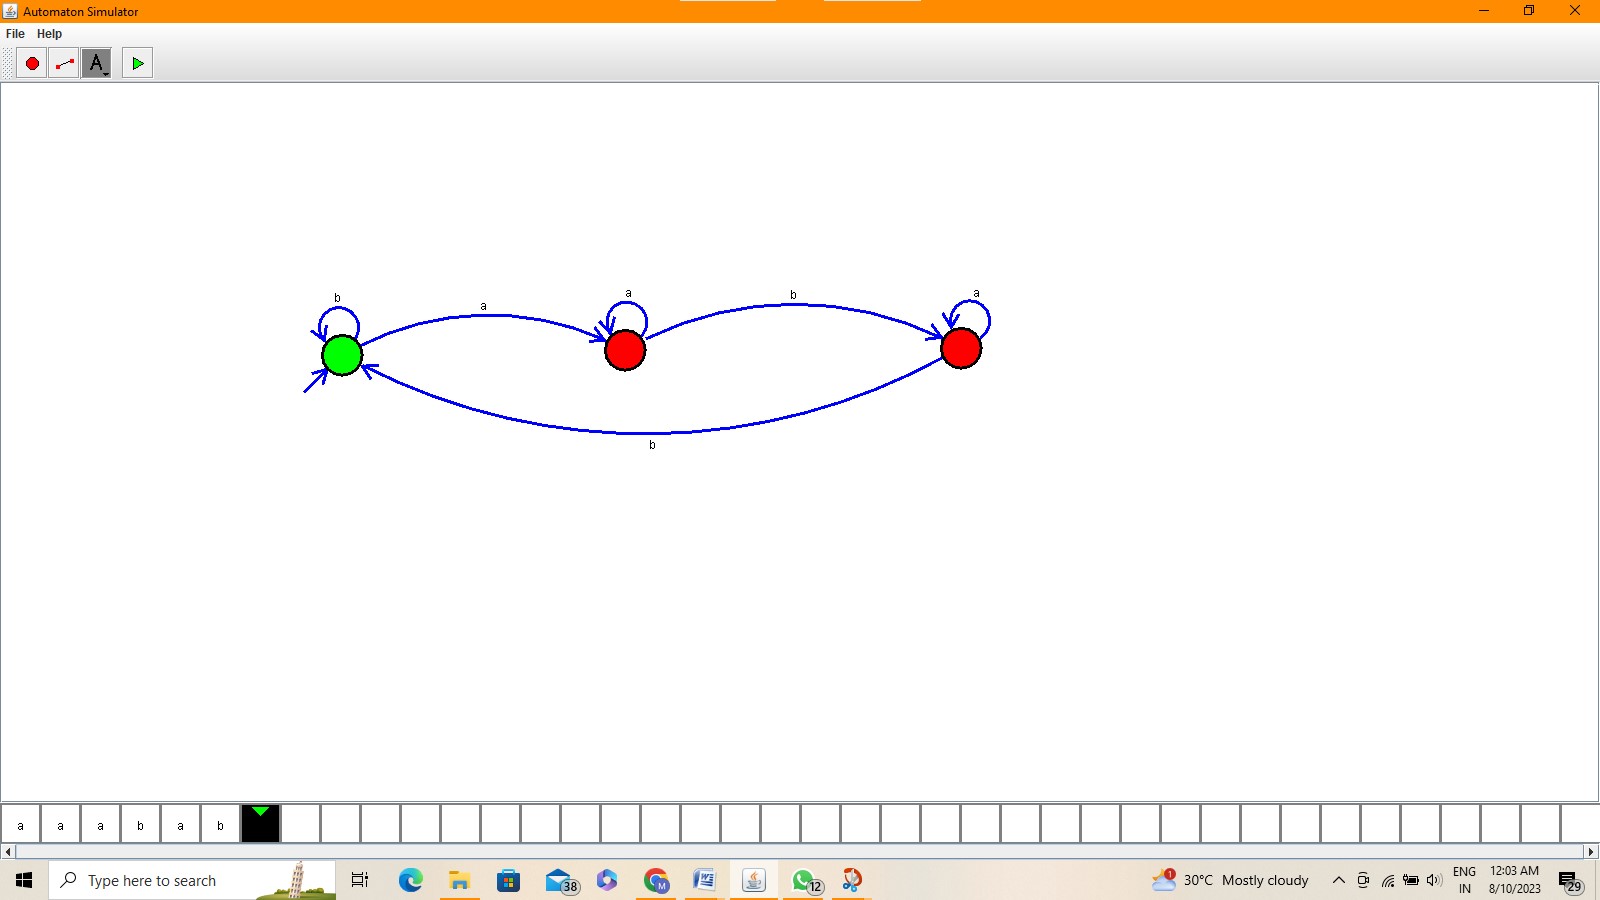 Automaton Simulator
File Help
A
b
a
a
b
a
b
a a a b a b
Type here to search
38
M
W
12
1
30°C Mostly cloudy
ENG
IN
12:03 AM
8/10/2023
29